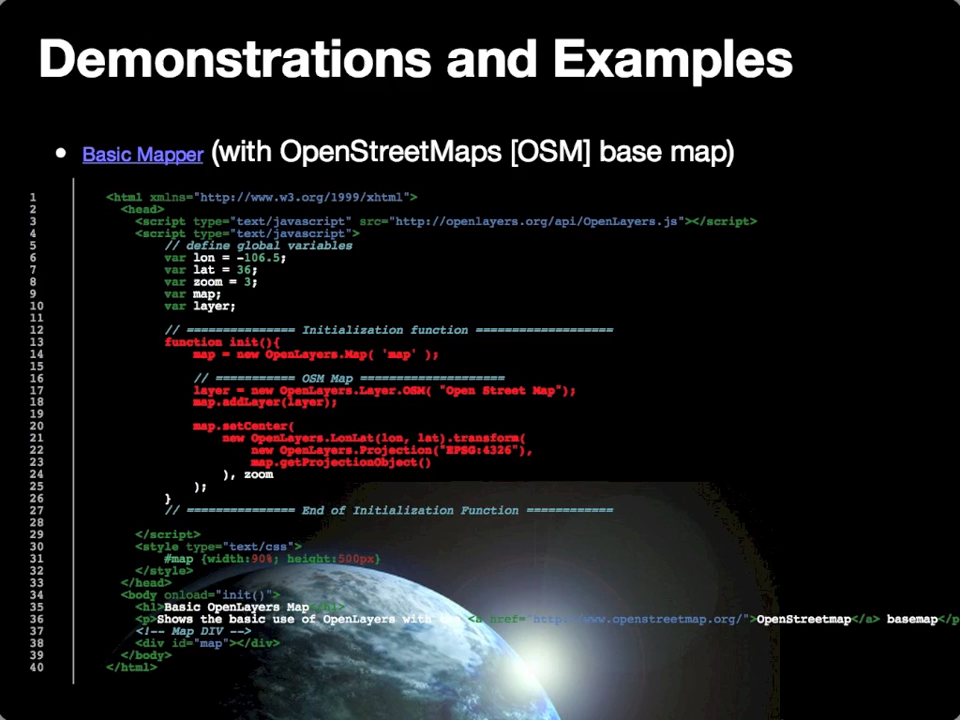 Demonstrations and Examples
• Basic Mapper (with OpenStreetMaps [OSM] base map)
1 <html xmlns="http://www.w3.org/1999/xhtml">
2 <head>
3 <script type="text/javascript" src="http://openlayers.org/api/OpenLayers.js"></script>
4 <script type="text/javascript">
5 // define global variables
6 var lon = -106.5;
7 var lat = 36;
8 var zoom = 3;
9 var map;
10 var layer;
11
12 // =============== Initialization function ===================
13 function init(){
14 map = new OpenLayers.Map( 'map' );
15
16 // =========== OSM Map ====================
17 layer = new OpenLayers.Layer.OSM( "Open Street Map");
18 map.addLayer(layer);
19
20 map.setCenter(
21 new OpenLayers.LonLat(lon, lat).transform(
22 new OpenLayers.Projection("EPSG:4326"),
23 map.getProjectionObject()
24 ), zoom
25 );
26 }
27 // =============== End of Initialization Function ============
28
29 </script>
30 <style type="text/css">
31 #map {width:90%; height:500px}
32 </style>
33 </head>
34 <body onload="init()">
35 <h1>Basic OpenLayers Map</h1>
36 <p>Shows the basic use of OpenLayers with the <a href="http://www.openstreetmap.org/">OpenStreetmap</a> basemap</p
37 <!-- Map DIV -->
38 <div id="map"></div>
39 </body>
40 </html>